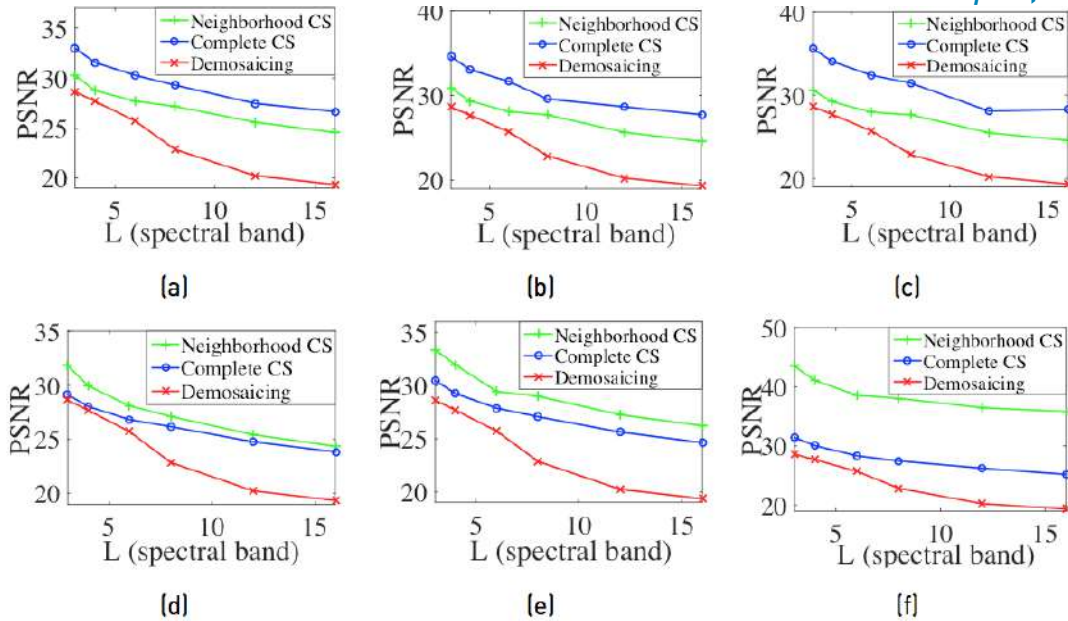 35
30
25
20
PSNR
5 10 15
L (spectral band)
Neighborhood CS
Complete CS
Demosaicing
(a)
40
30
20
PSNR
5 10 15
L (spectral band)
Neighborhood CS
Complete CS
Demosaicing
(b)
40
30
20
PSNR
5 10 15
L (spectral band)
Neighborhood CS
Complete CS
Demosaicing
(c)
35
30
25
20
PSNR
5 10 15
L (spectral band)
Neighborhood CS
Complete CS
Demosaicing
(d)
35
30
25
20
PSNR
5 10 15
L (spectral band)
Neighborhood CS
Complete CS
Demosaicing
(e)
50
40
30
20
PSNR
5 10 15
L (spectral band)
Neighborhood CS
Complete CS
Demosaicing
(f)